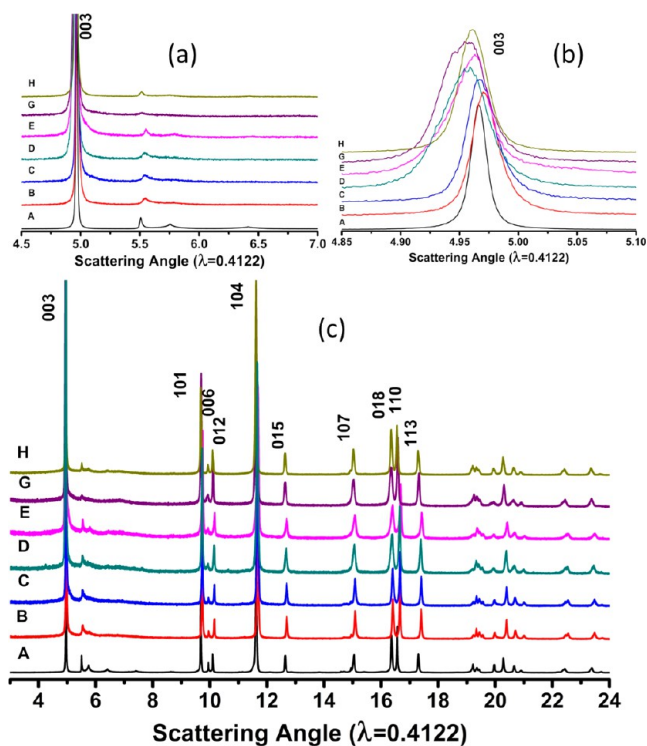 003
(a)
H
G
E
D
C
B
A
4.5 5.0 5.5 6.0 6.5 7.0
Scattering Angle (λ=0.4122)
003
(b)
H
G
E
D
C
B
A
4.85 4.90 4.95 5.00 5.05 5.10
Scattering Angle (λ=0.4122)
003
101
006
012
104
(c)
015
107
018
110
113
H
G
E
D
C
B
A
4 6 8 10 12 14 16 18 20 22 24
Scattering Angle (λ=0.4122)